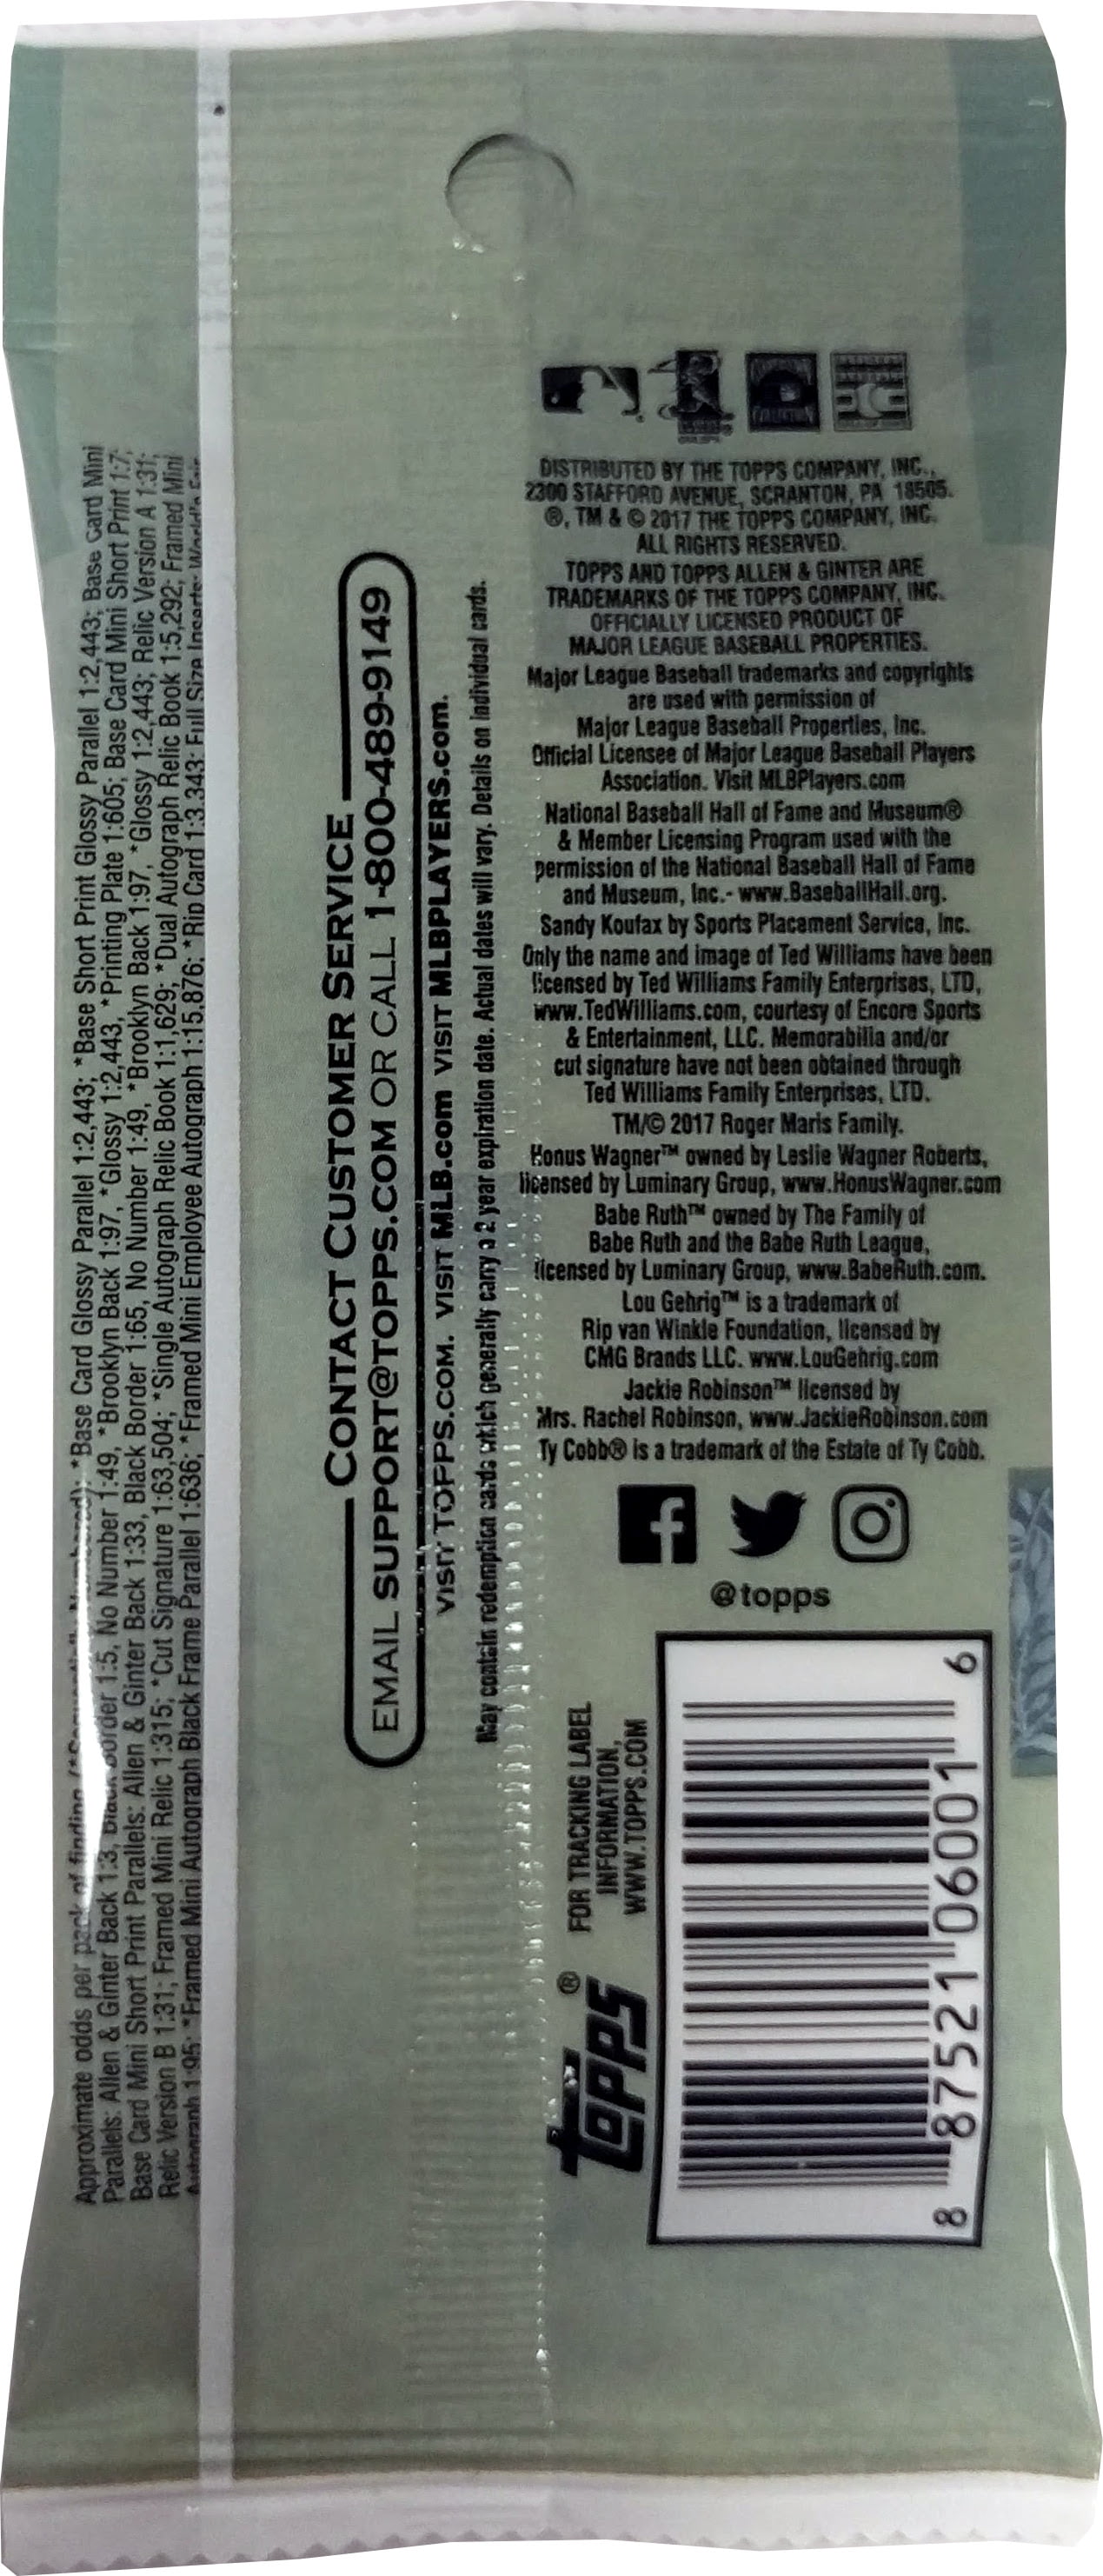 Approximate odds per pack of finding *Base Card Glossy Parallel 1:2,443; *Base Short Print Glossy Parallel 1:2,443; Base Card Mini
Parallels: Allen & Ginter Back 1:3, Black Border 1:5, No Number 1:49, *Brooklyn Back 1:97, *Glossy 1:2,443, *Printing Plate 1:605; Base Card Mini Short Print 1:7;
Base Card Mini Short Print Parallels: Allen & Ginter Back 1:33, Black Border 1:65, No Number 1:49, *Brooklyn Back 1:97, *Glossy 1:2,443; Relic Version A 1:31;
Relic Version B 1:31; Framed Mini Relic 1:315; *Cut Signature 1:63,504; *Single Autograph Relic Book 1:1,629; *Dual Autograph Relic Book 1:5,292; Framed Mini
Autograph 1:95; *Framed Mini Autograph Black Frame Parallel 1:636; *Framed Mini Employee Autograph 1:15,876; *Rip Card 1:3,343; Full Size Inserts: World's Fair
CONTACT CUSTOMER SERVICE
EMAIL SUPPORT@TOPPS.COM OR CALL 1-800-489-9149
VISIT TOPPS.COM. VISIT MLB.com VISIT MLBPLAYERS.com.
May contain redemption cards which generally carry a 2 year expiration date. Actual dates will vary. Details on individual cards.
DISTRIBUTED BY THE TOPPS COMPANY, INC.,
2300 STAFFORD AVENUE, SCRANTON, PA 18505.
®, TM & © 2017 THE TOPPS COMPANY, INC.
ALL RIGHTS RESERVED.
TOPPS AND TOPPS ALLEN & GINTER ARE
TRADEMARKS OF THE TOPPS COMPANY, INC.
OFFICIALLY LICENSED PRODUCT OF
MAJOR LEAGUE BASEBALL PROPERTIES.
Major League Baseball trademarks and copyrights
are used with permission of
Major League Baseball Properties, Inc.
Official Licensee of Major League Baseball Players
Association. Visit MLBPlayers.com
National Baseball Hall of Fame and Museum®
& Member Licensing Program used with the
permission of the National Baseball Hall of Fame
and Museum, Inc.- www.BaseballHall.org.
Sandy Koufax by Sports Placement Service, Inc.
Only the name and image of Ted Williams have been
licensed by Ted Williams Family Enterprises, LTD,
www.TedWilliams.com, courtesy of Encore Sports
& Entertainment, LLC. Memorabilia and/or
cut signature have not been obtained through
Ted Williams Family Enterprises, LTD.
TM/© 2017 Roger Maris Family.
Honus Wagner™ owned by Leslie Wagner Roberts,
licensed by Luminary Group, www.HonusWagner.com
Babe Ruth™ owned by The Family of
Babe Ruth and the Babe Ruth League,
licensed by Luminary Group, www.BabeRuth.com.
Lou Gehrig™ is a trademark of
Rip van Winkle Foundation, licensed by
CMG Brands LLC. www.LouGehrig.com
Jackie Robinson™ licensed by
Mrs. Rachel Robinson, www.JackieRobinson.com
Ty Cobb® is a trademark of the Estate of Ty Cobb.
@topps
topps®
FOR TRACKING LABEL
INFORMATION,
WWW.TOPPS.COM
8 87521 06001 6